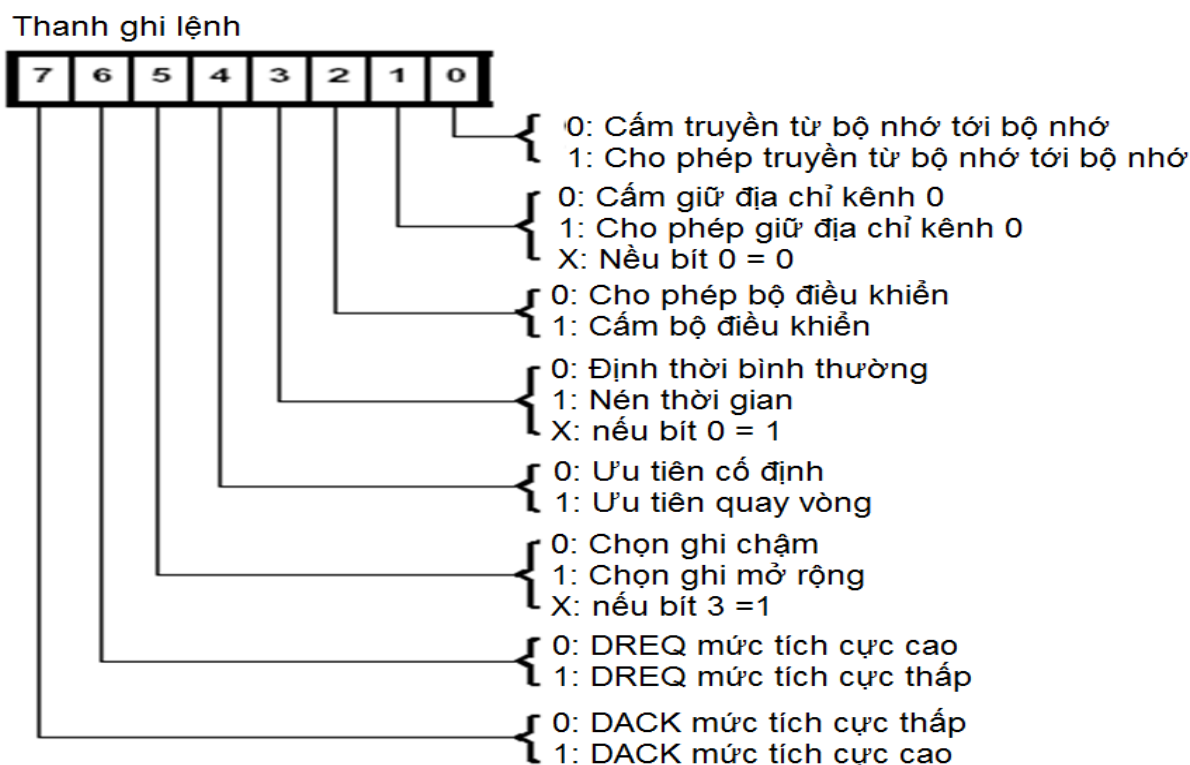 Thanh ghi lệnh
7 6 5 4 3 2 1 0
0: Cấm truyền từ bộ nhớ tới bộ nhớ
1: Cho phép truyền từ bộ nhớ tới bộ nhớ
0: Cấm giữ địa chỉ kênh 0
1: Cho phép giữ địa chỉ kênh 0
X: Nều bít 0 = 0
0: Cho phép bộ điều khiển
1: Cấm bộ điều khiển
0: Định thời bình thường
1: Nén thời gian
X: nếu bít 0 = 1
0: Ưu tiên cố định
1: Ưu tiên quay vòng
0: Chọn ghi chậm
1: Chọn ghi mở rộng
X: nếu bít 3 =1
0: DREQ mức tích cực cao
1: DREQ mức tích cực thấp
0: DACK mức tích cực thấp
1: DACK mức tích cực cao